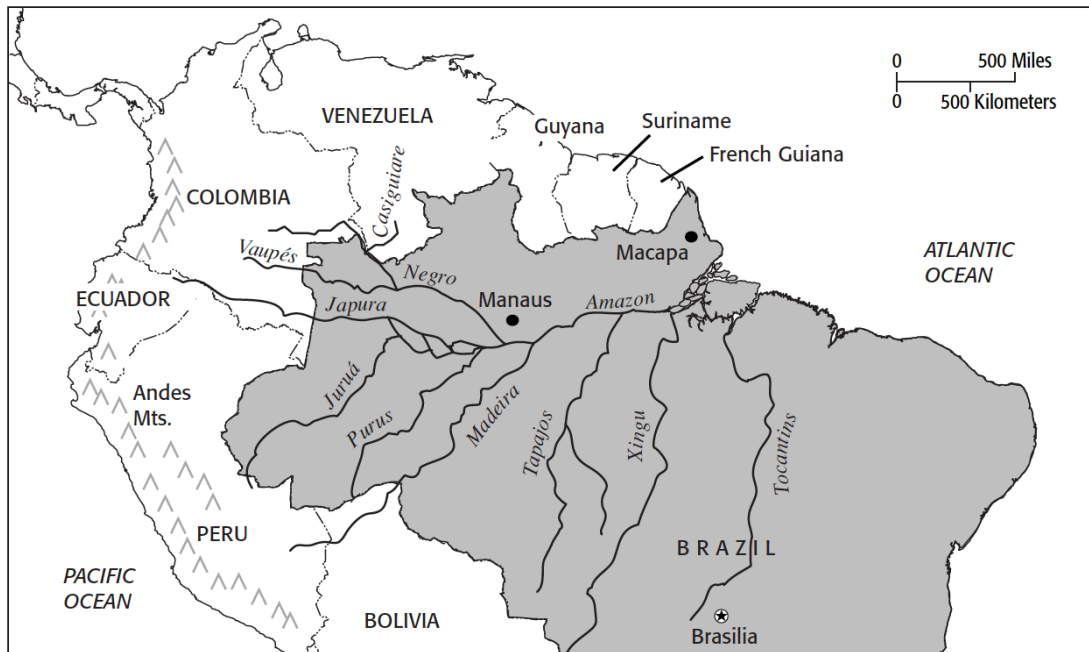 0 500 Miles
0 500 Kilometers
VENEZUELA
Guyana
Suriname
French Guiana
COLOMBIA
Casiguiare
Vaupés
Negro
Macapa
ATLANTIC
OCEAN
ECUADOR
Japura
Manaus
Amazon
Andes
Mts.
Juruá
Purus
Madeira
Tapajos
Xingu
Tocantins
PERU
BRAZIL
PACIFIC
OCEAN
BOLIVIA
Brasilia